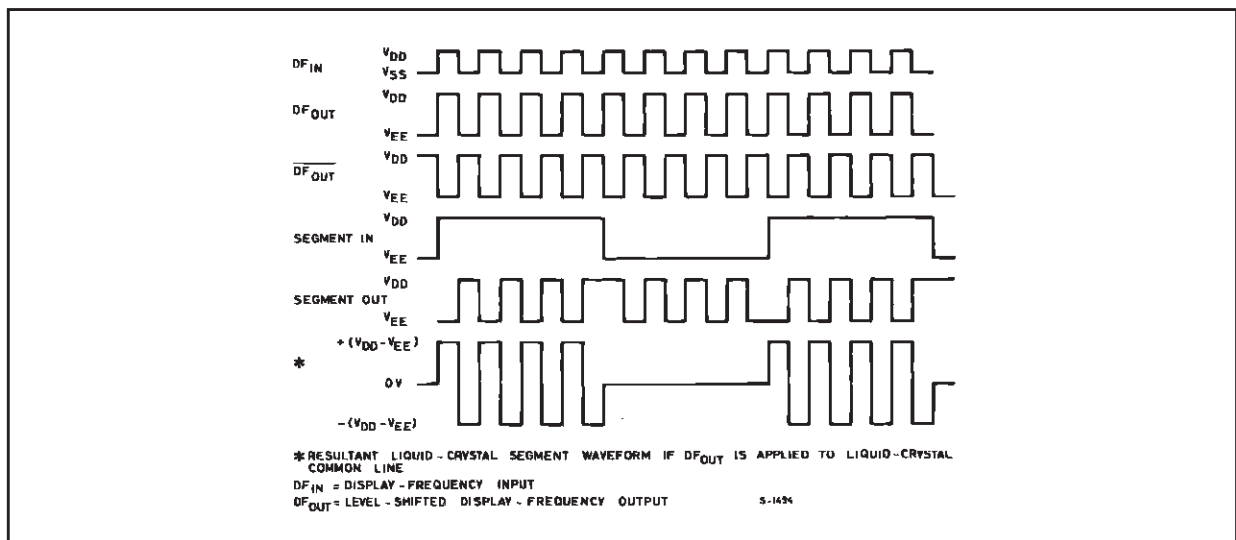 V_DD
DF_IN
V_SS
V_DD
DF_OUT
V_EE
V_DD
D̅F̅_O̅U̅T̅
V_EE
V_DD
SEGMENT IN
V_EE
V_DD
SEGMENT OUT
V_EE
+(V_DD-V_EE)
*
0V
-(V_DD-V_EE)
* RESULTANT LIQUID-CRYSTAL SEGMENT WAVEFORM IF DF_OUT IS APPLIED TO LIQUID-CRYSTAL
COMMON LINE
DF_IN = DISPLAY-FREQUENCY INPUT
DF_OUT = LEVEL-SHIFTED DISPLAY-FREQUENCY OUTPUT S-1494